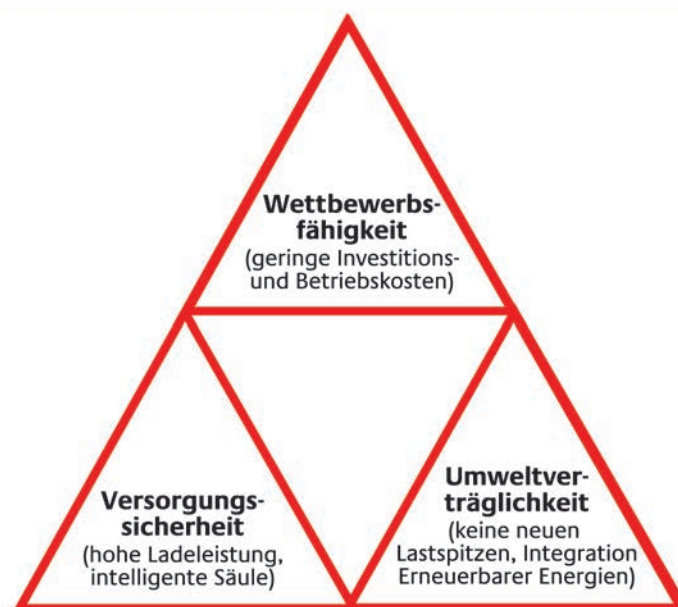 Wettbewerbs-
fähigkeit
(geringe Investitions-
und Betriebskosten)
Versorgungs-
sicherheit
(hohe Ladeleistung,
intelligente Säule)
Umweltver-
träglichkeit
(keine neuen
Lastspitzen, Integration
Erneuerbarer Energien)